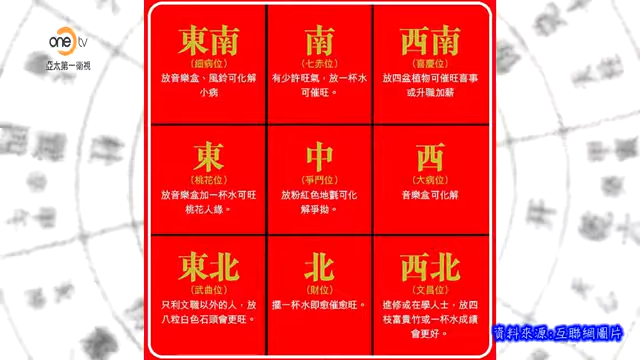 one tv
亞太第一衛視
東南
(細病位)
放音樂盒、風鈴可化解
小病
南
(七赤位)
有少許旺氣、放一杯水
可催旺。
西南
(喜慶位)
放四盆植物可催旺喜事
或升職加薪
東
(桃花位)
放音樂盒加一杯水可旺
桃花人緣。
中
(爭鬥位)
放粉紅色地氈可化
解爭拗。
西
(大病位)
音樂盒可化解
東北
(武曲位)
只利文職以外的人，放
八粒白色石頭會更旺。
北
(財位)
擺一杯水即愈催愈旺。
西北
(文昌位)
進修或在學人士，放四
枝富貴竹或一杯水成績
會更好。
資料來源:互聯網圖片